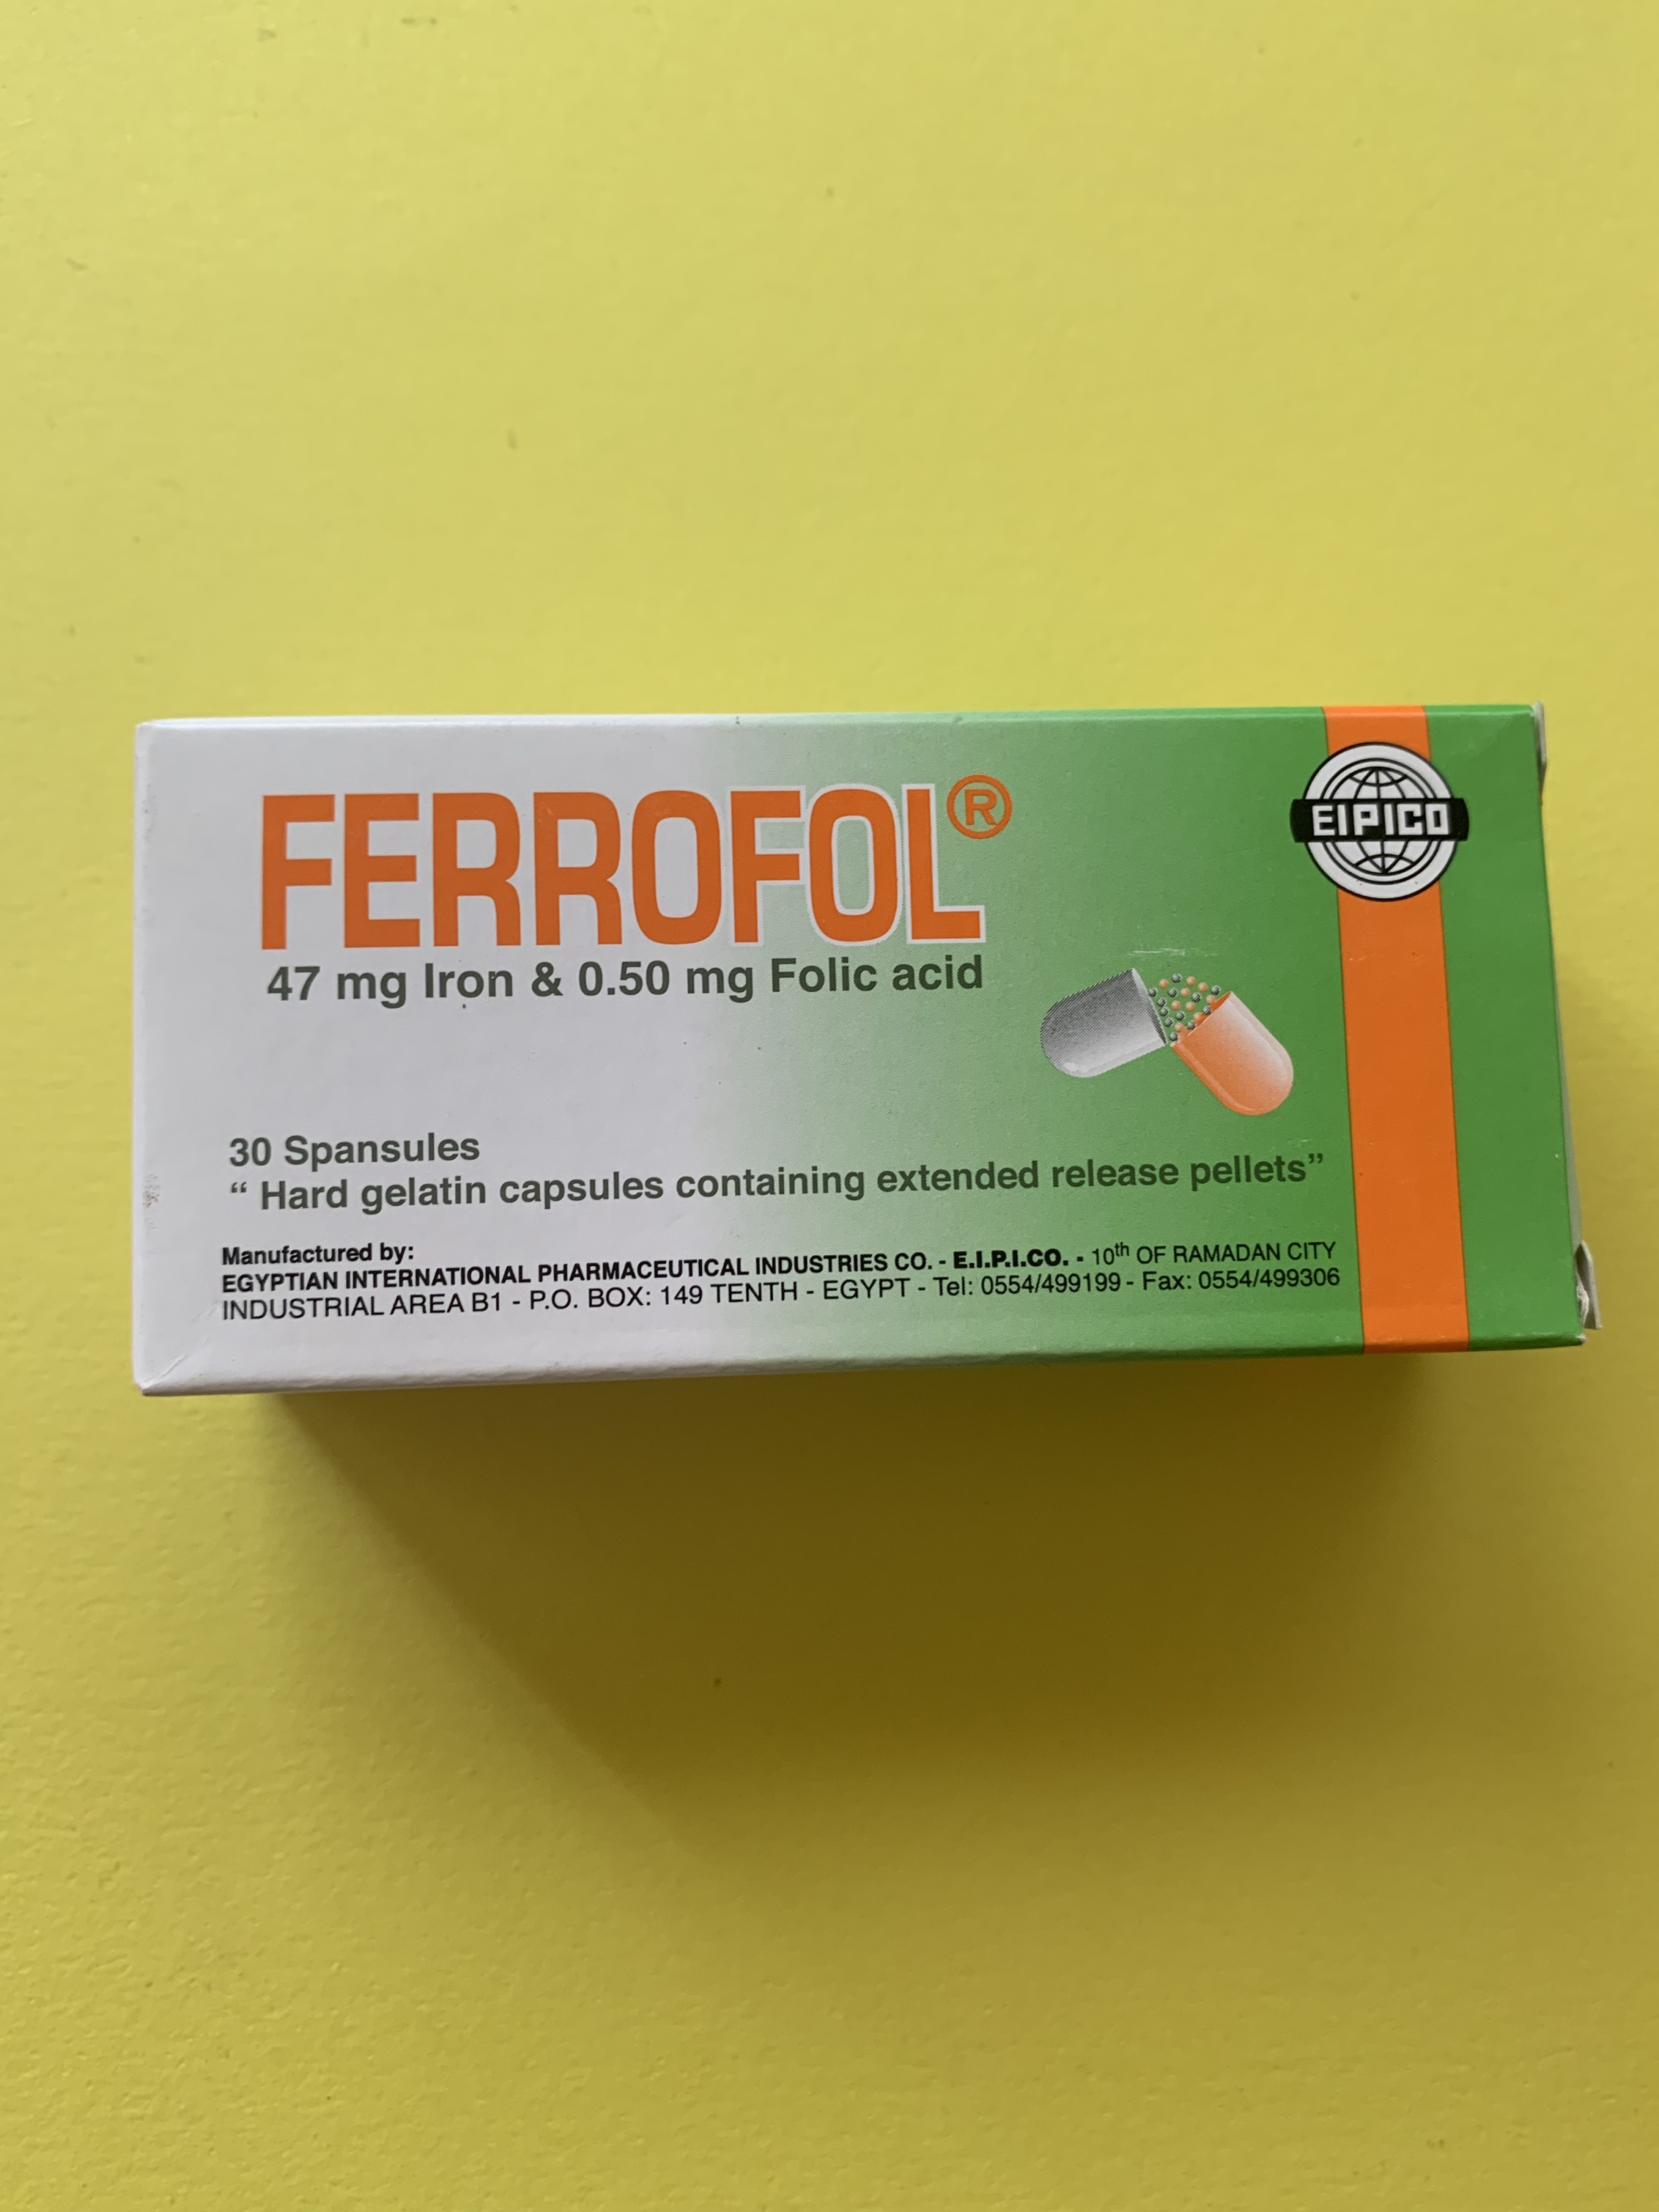 FERROFOL®
EIPICO
47 mg Iron & 0.50 mg Folic acid
30 Spansules
“ Hard gelatin capsules containing extended release pellets”
Manufactured by:
EGYPTIAN INTERNATIONAL PHARMACEUTICAL INDUSTRIES CO. - E.I.P.I.CO. - 10th OF RAMADAN CITY
INDUSTRIAL AREA B1 - P.O. BOX: 149 TENTH - EGYPT - Tel: 0554/499199 - Fax: 0554/499306